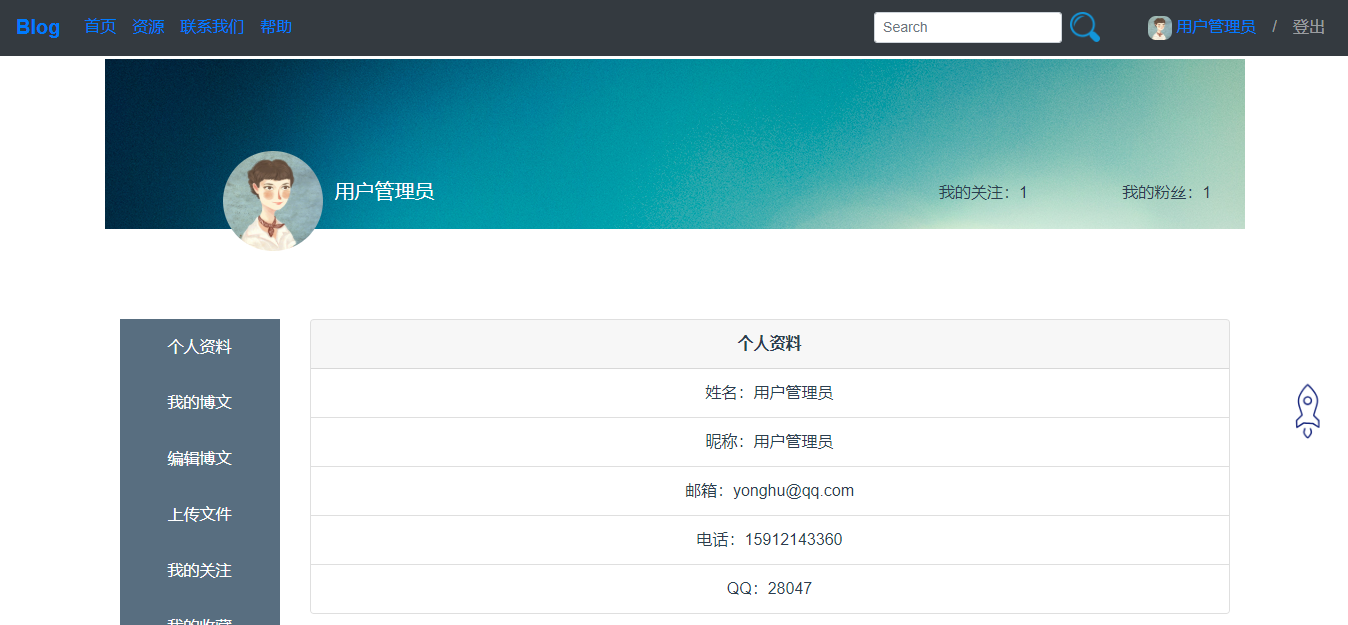 Blog 首页 资源 联系我们 帮助 Search 用户管理员 / 登出
用户管理员 我的关注：1 我的粉丝：1
个人资料
我的博文
编辑博文
上传文件
我的关注
我的收藏
个人资料
姓名：用户管理员
昵称：用户管理员
邮箱：yonghu@qq.com
电话：15912143360
QQ：28047